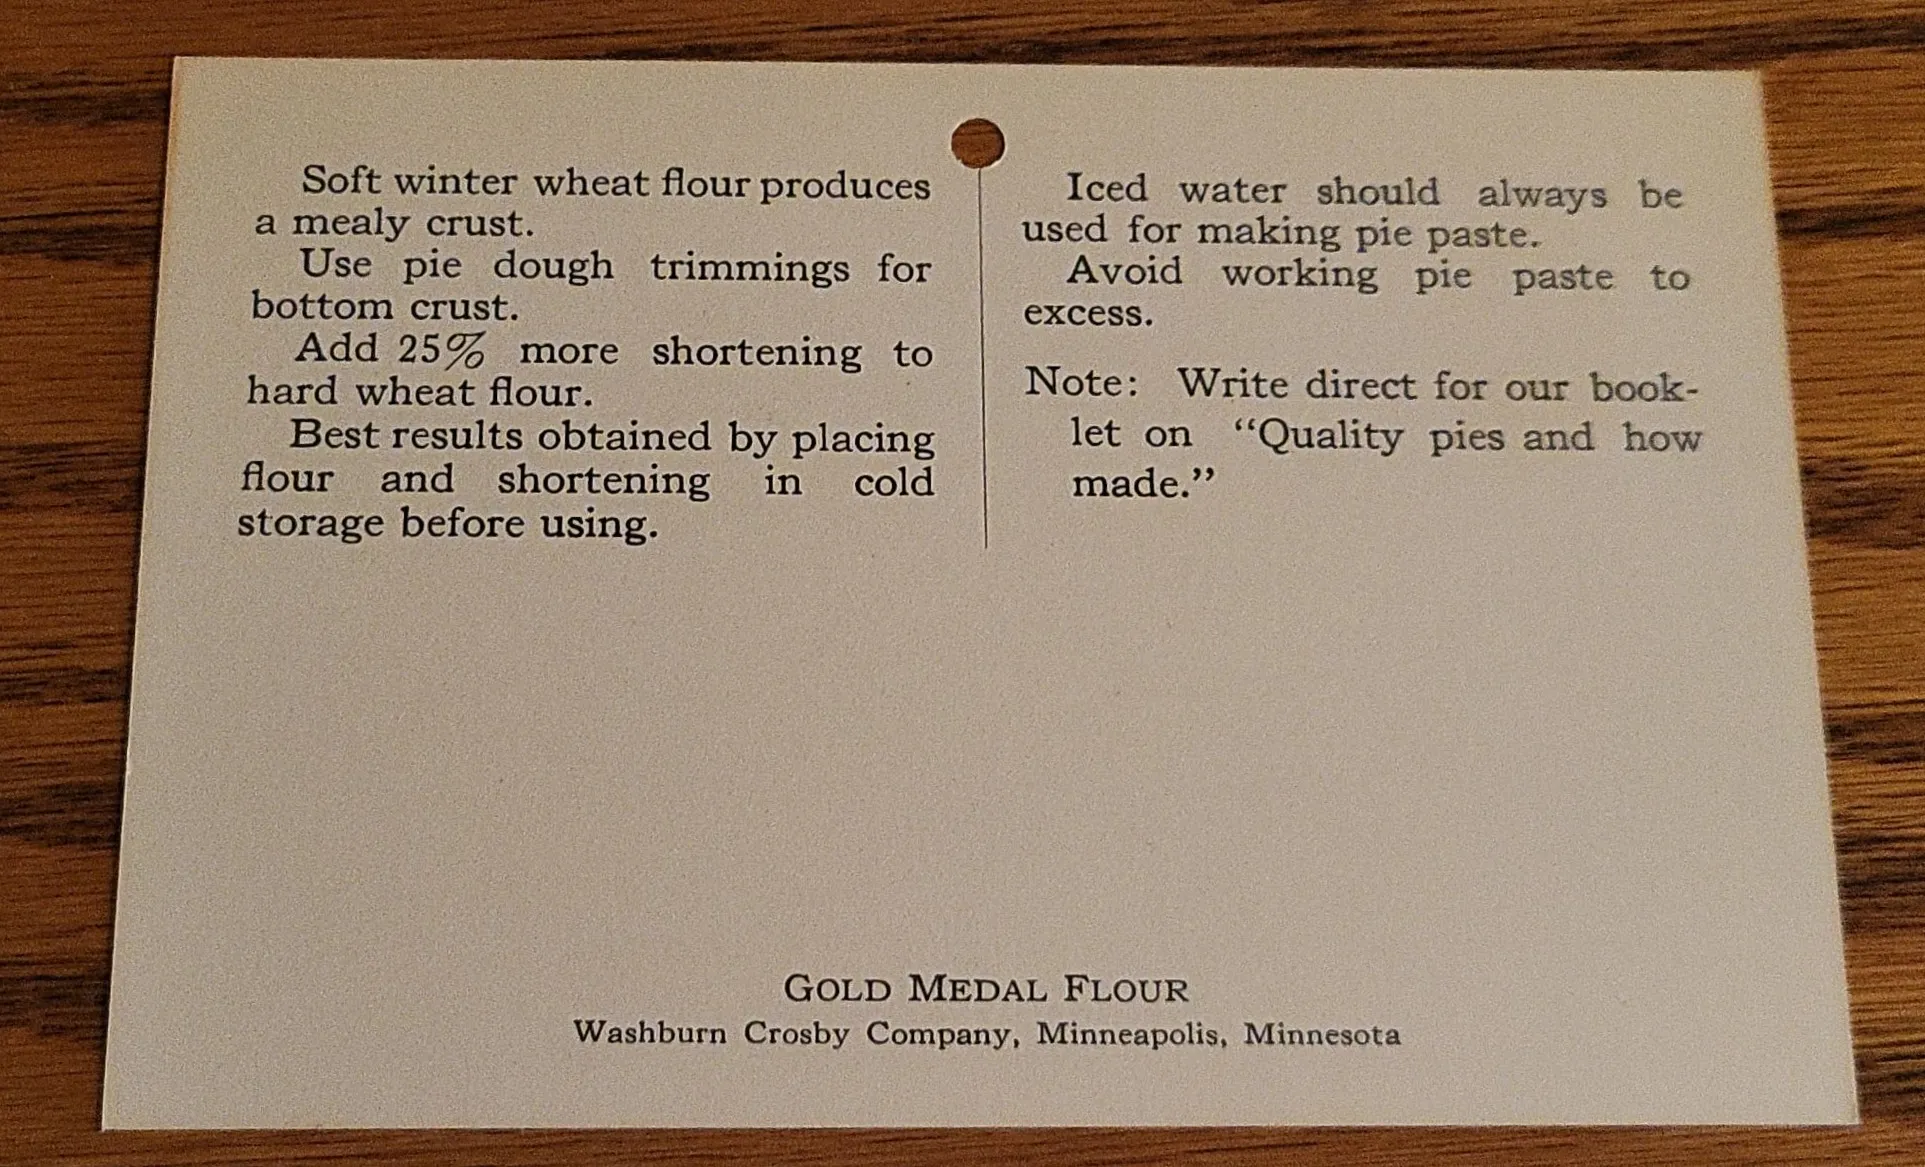 Soft winter wheat flour produces
a mealy crust.
Use pie dough trimmings for
bottom crust.
Add 25% more shortening to
hard wheat flour.
Best results obtained by placing
flour and shortening in cold
storage before using.
Iced water should always be
used for making pie paste.
Avoid working pie paste to
excess.
Note: Write direct for our book-
let on “Quality pies and how
made.”
GOLD MEDAL FLOUR
Washburn Crosby Company, Minneapolis, Minnesota